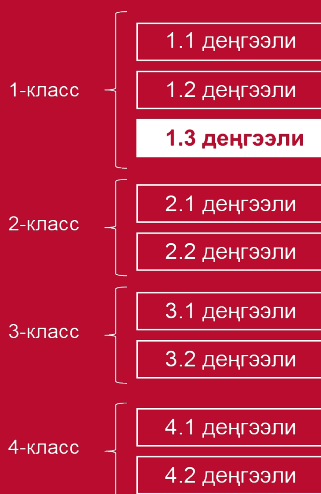 1-класс
1.1 деңгээли
1.2 деңгээли
1.3 деңгээли
2-класс
2.1 деңгээли
2.2 деңгээли
3-класс
3.1 деңгээли
3.2 деңгээли
4-класс
4.1 деңгээли
4.2 деңгээли